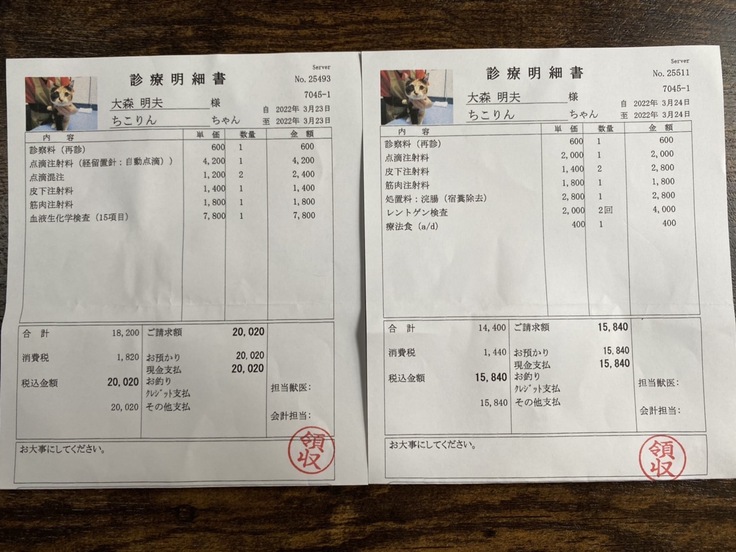 Server
診療明細書
No. 25493
7045-1
大森 明夫 様
自 2022年 3月23日
ちこりん ちゃん
至 2022年 3月23日
内 容 単 価 数量 金 額
診察料（再診） 600 1 600
点滴注射料（経留置針：自動点滴）） 4,200 1 4,200
点滴混注 1,200 2 2,400
皮下注射料 1,400 1 1,400
筋肉注射料 1,800 1 1,800
血液生化学検査（15項目） 7,800 1 7,800
合 計 18,200 ご請求額 20,020
消費税 1,820 お預かり 20,020
現金支払 20,020
税込金額 20,020 お釣り
担当獣医：
ｸﾚｼﾞｯﾄ支払
20,020 その他支払
会計担当：
お大事にしてください。
領収
Server
診療明細書
No. 25511
7045-1
大森 明夫 様
自 2022年 3月24日
ちこりん ちゃん
至 2022年 3月24日
内 容 単 価 数量 金 額
診察料（再診） 600 1 600
点滴注射料 2,000 1 2,000
皮下注射料 1,400 2 2,800
筋肉注射料 1,800 1 1,800
処置料：浣腸（宿糞除去） 2,800 1 2,800
レントゲン検査 2,000 2回 4,000
療法食（a/d） 400 1 400
合 計 14,400 ご請求額 15,840
消費税 1,440 お預かり 15,840
現金支払 15,840
税込金額 15,840 お釣り
担当獣医：
ｸﾚｼﾞｯﾄ支払
15,840 その他支払
会計担当：
お大事にしてください。
領収